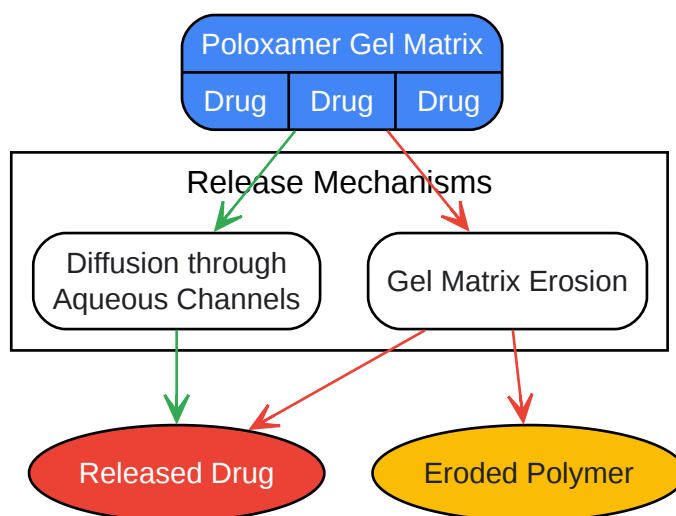 Poloxamer Gel Matrix
Drug
Drug
Drug
Release Mechanisms
Diffusion through
Aqueous Channels
Gel Matrix Erosion
Released Drug
Eroded Polymer